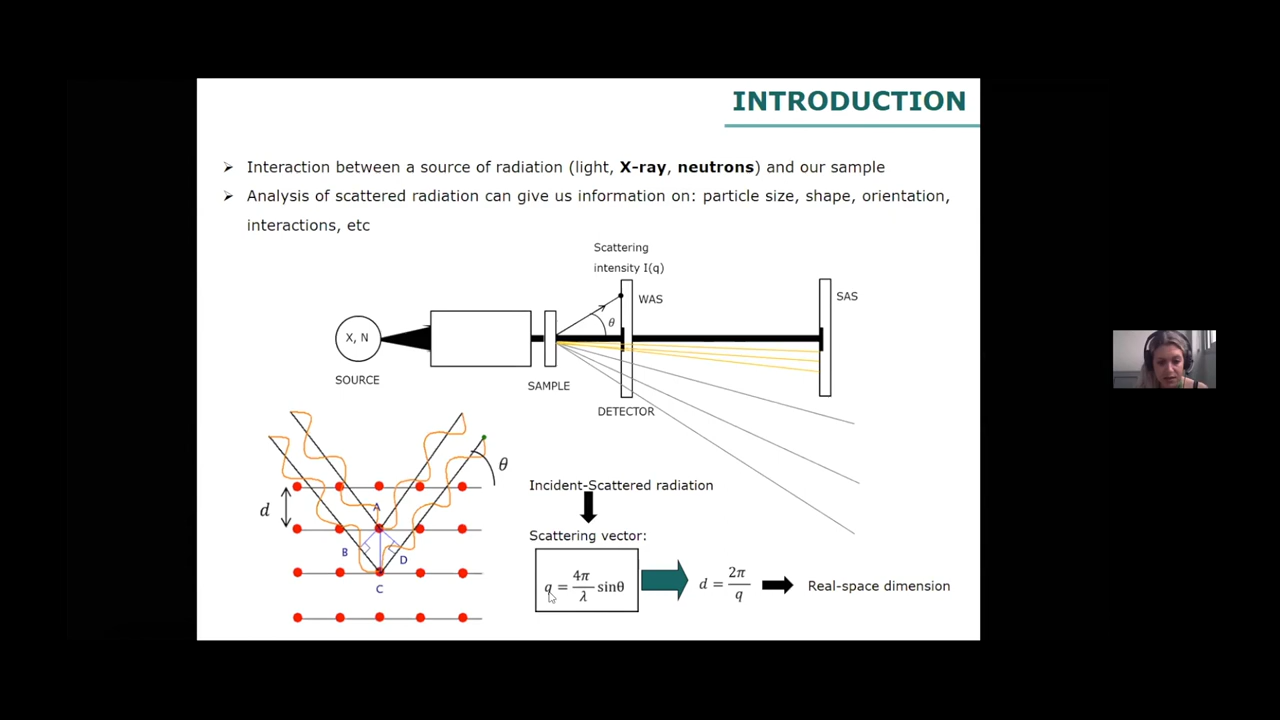 INTRODUCTION
➢ Interaction between a source of radiation (light, X-ray, neutrons) and our sample
➢ Analysis of scattered radiation can give us information on: particle size, shape, orientation,
interactions, etc
Scattering
intensity I(q)
WAS
SAS
θ
X, N
SOURCE
SAMPLE
DETECTOR
θ
d
A
B
D
C
Incident-Scattered radiation
Scattering vector:
q = 4π/λ sinθ
d = 2π/q
Real-space dimension